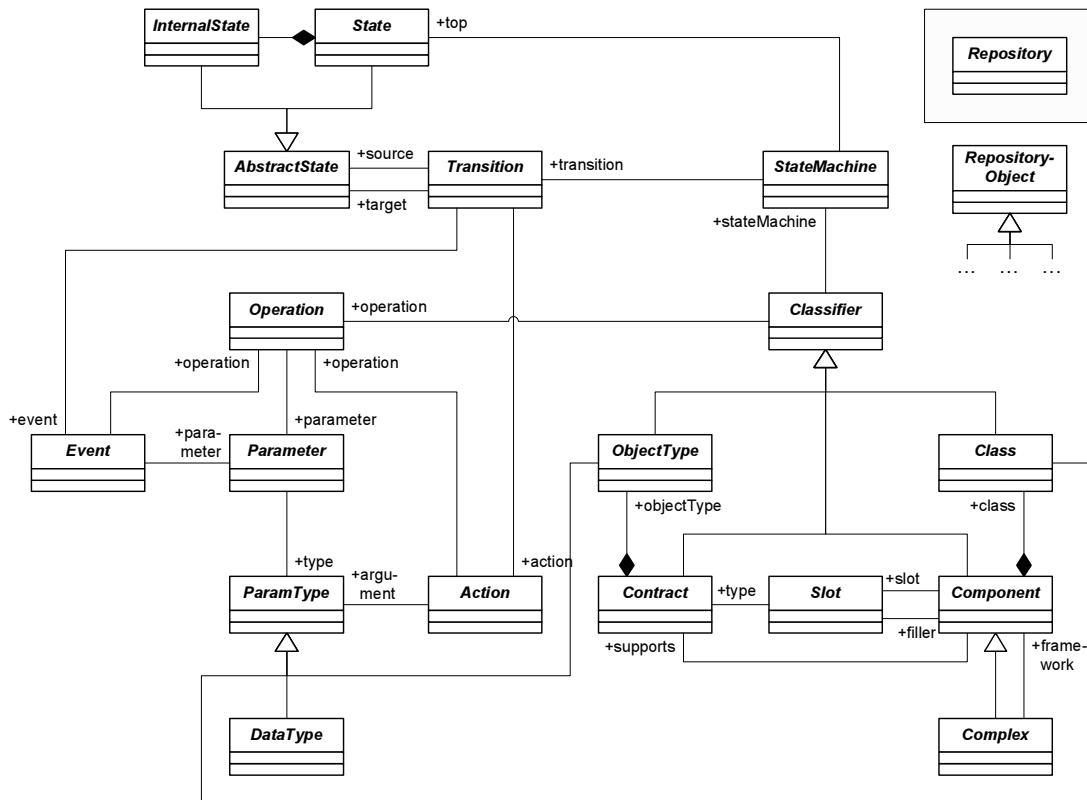 InternalState
State
+top
Repository
AbstractState
+source
Transition
+transition
StateMachine
Repository-
Object
+target
+stateMachine
... ... ...
Operation
+operation
Classifier
+operation
+operation
+event
+para-
meter
+parameter
Event
Parameter
ObjectType
Class
+objectType
+class
+type
+argu-
ment
+action
ParamType
Action
Contract
+type
Slot
+slot
Component
+filler
+supports
+frame-
work
DataType
Complex